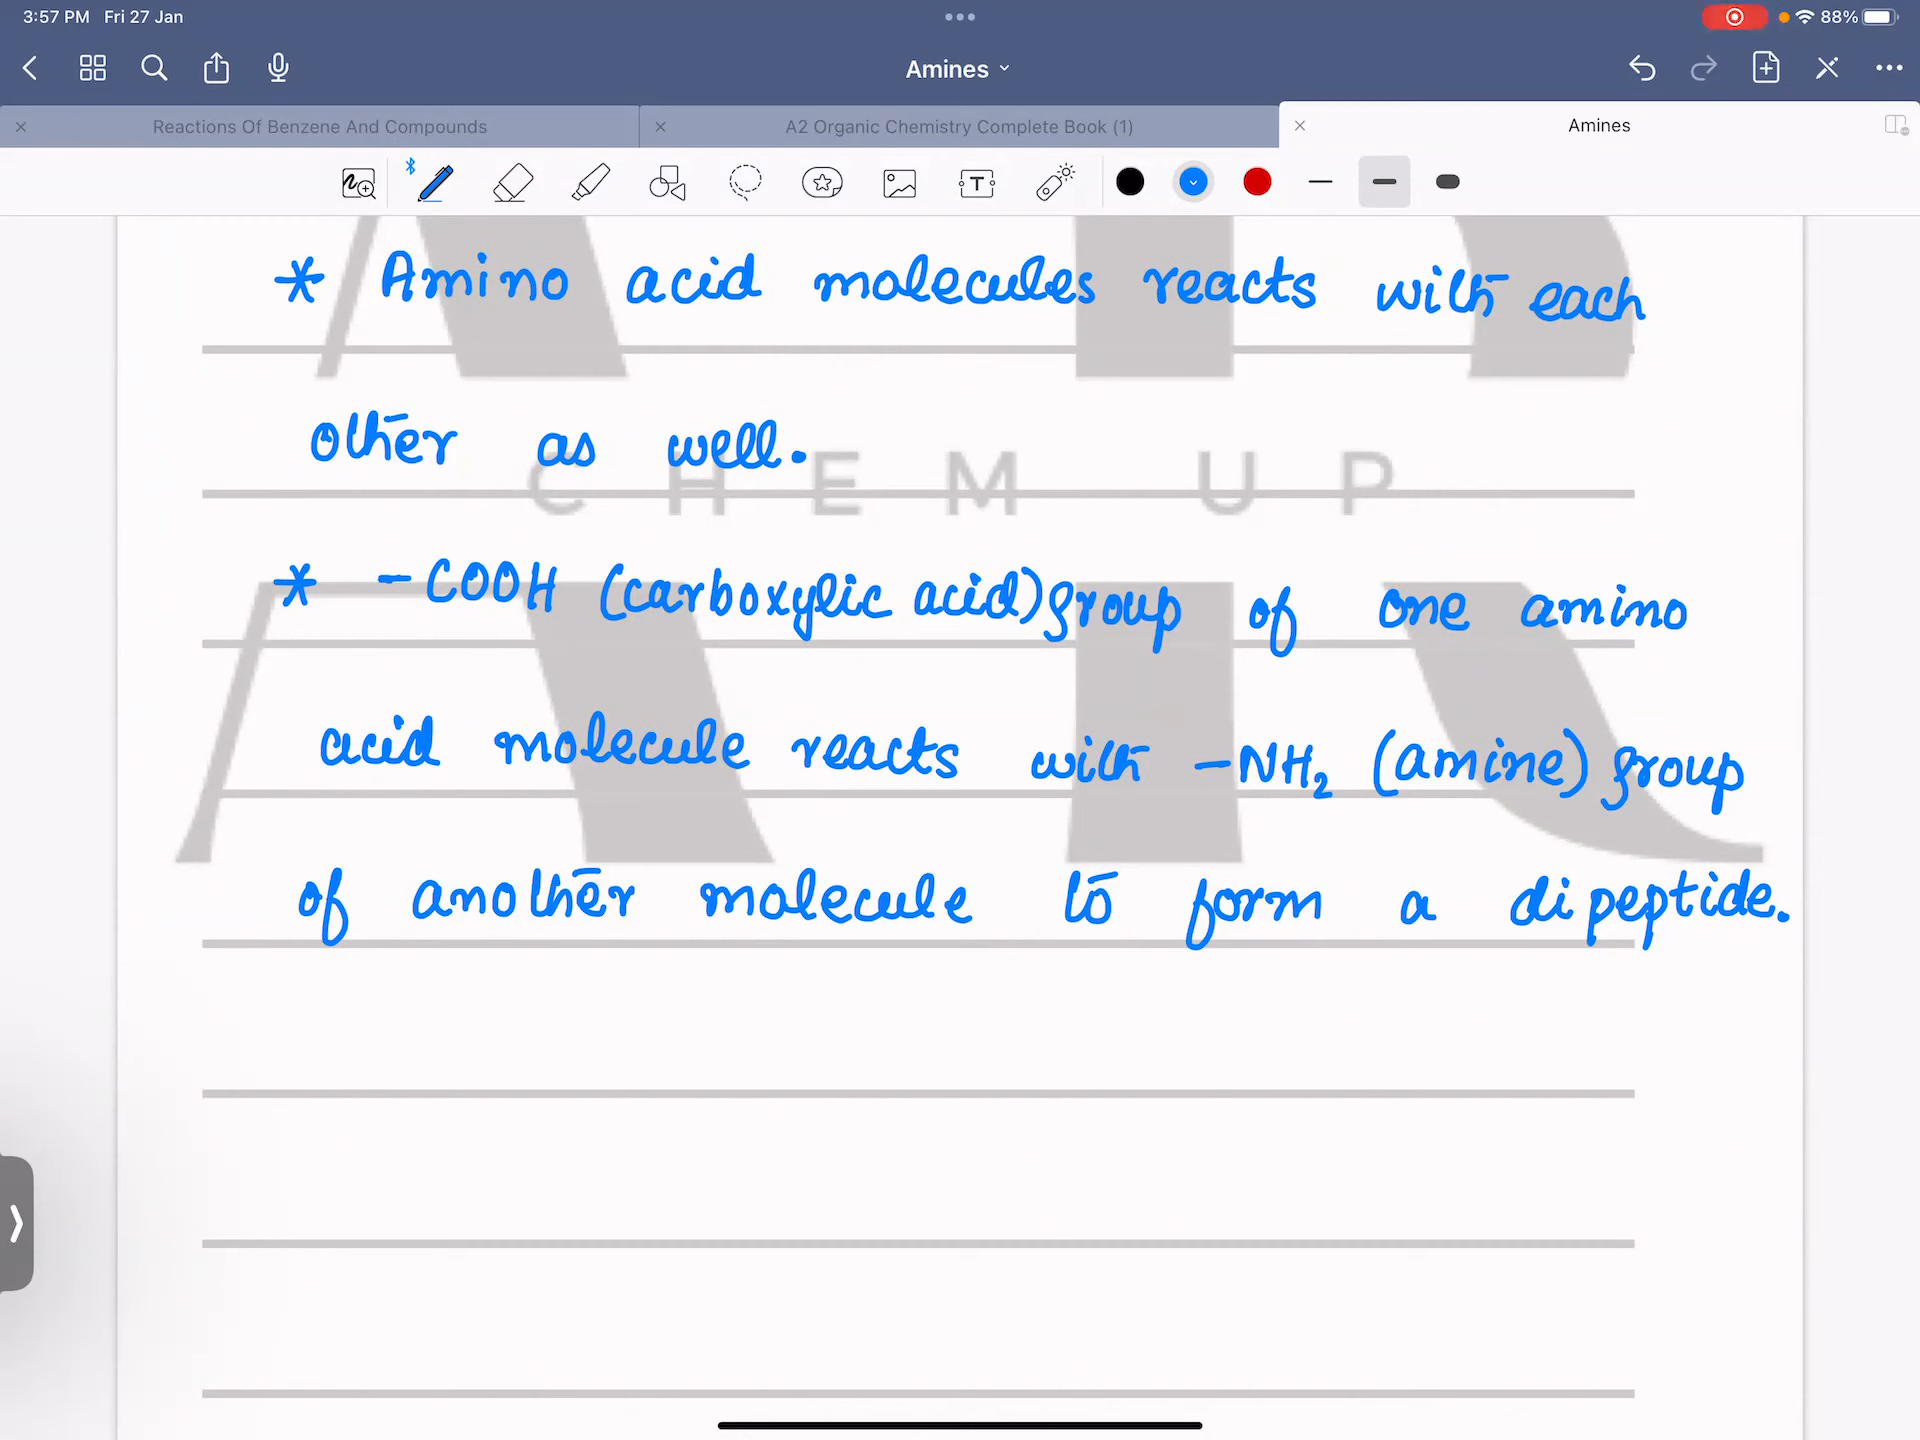 3:57 PM Fri 27 Jan
88%
Amines
Reactions Of Benzene And Compounds
A2 Organic Chemistry Complete Book (1)
Amines
T
* Amino acid molecules reacts with each
other as well.
CHEM UP
* -COOH (carboxylic acid) group of one amino
acid molecule reacts with -NH₂ (amine) group
of another molecule to form a dipeptide.